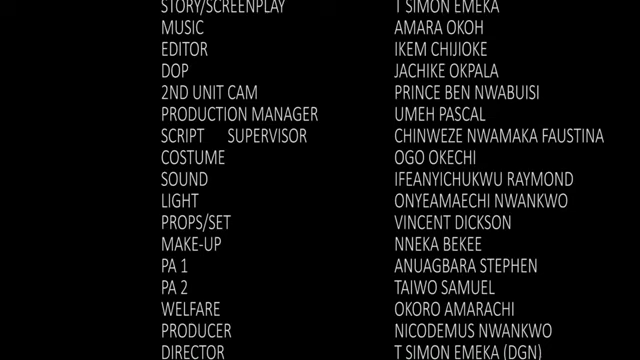 STORY/SCREENPLAY T SIMON EMEKA
MUSIC AMARA OKOH
EDITOR IKEM CHIJIOKE
DOP JACHIKE OKPALA
2ND UNIT CAM PRINCE BEN NWABUISI
PRODUCTION MANAGER UMEH PASCAL
SCRIPT SUPERVISOR CHINWEZE NWAMAKA FAUSTINA
COSTUME OGO OKECHI
SOUND IFEANYICHUKWU RAYMOND
LIGHT ONYEAMAECHI NWANKWO
PROPS/SET VINCENT DICKSON
MAKE-UP NNEKA BEKEE
PA 1 ANUAGBARA STEPHEN
PA 2 TAIWO SAMUEL
WELFARE OKORO AMARACHI
PRODUCER NICODEMUS NWANKWO
DIRECTOR T SIMON EMEKA (DGN)